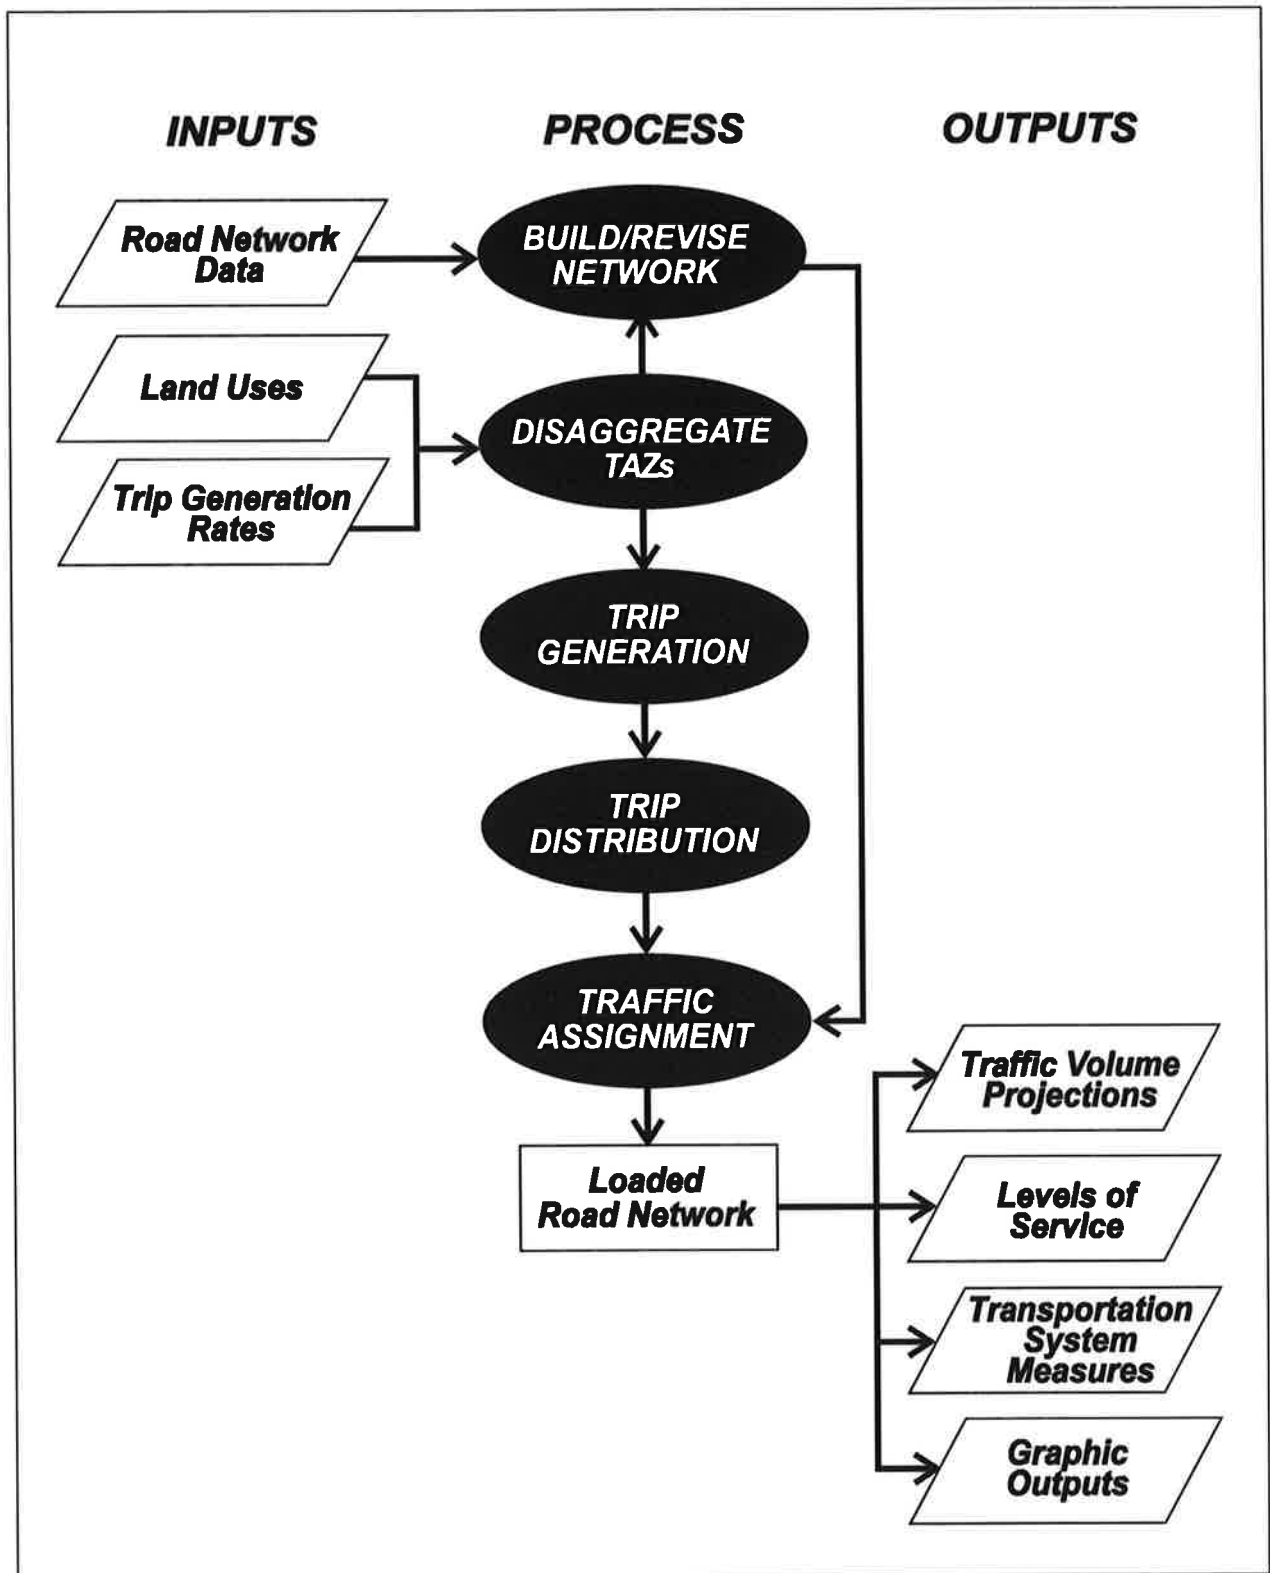 INPUTS
PROCESS
OUTPUTS
Road Network
Data
BUILD/REVISE
NETWORK
Land Uses
DISAGGREGATE
TAZs
Trip Generation
Rates
TRIP
GENERATION
TRIP
DISTRIBUTION
TRAFFIC
ASSIGNMENT
Traffic Volume
Projections
Loaded
Road Network
Levels of
Service
Transportation
System
Measures
Graphic
Outputs